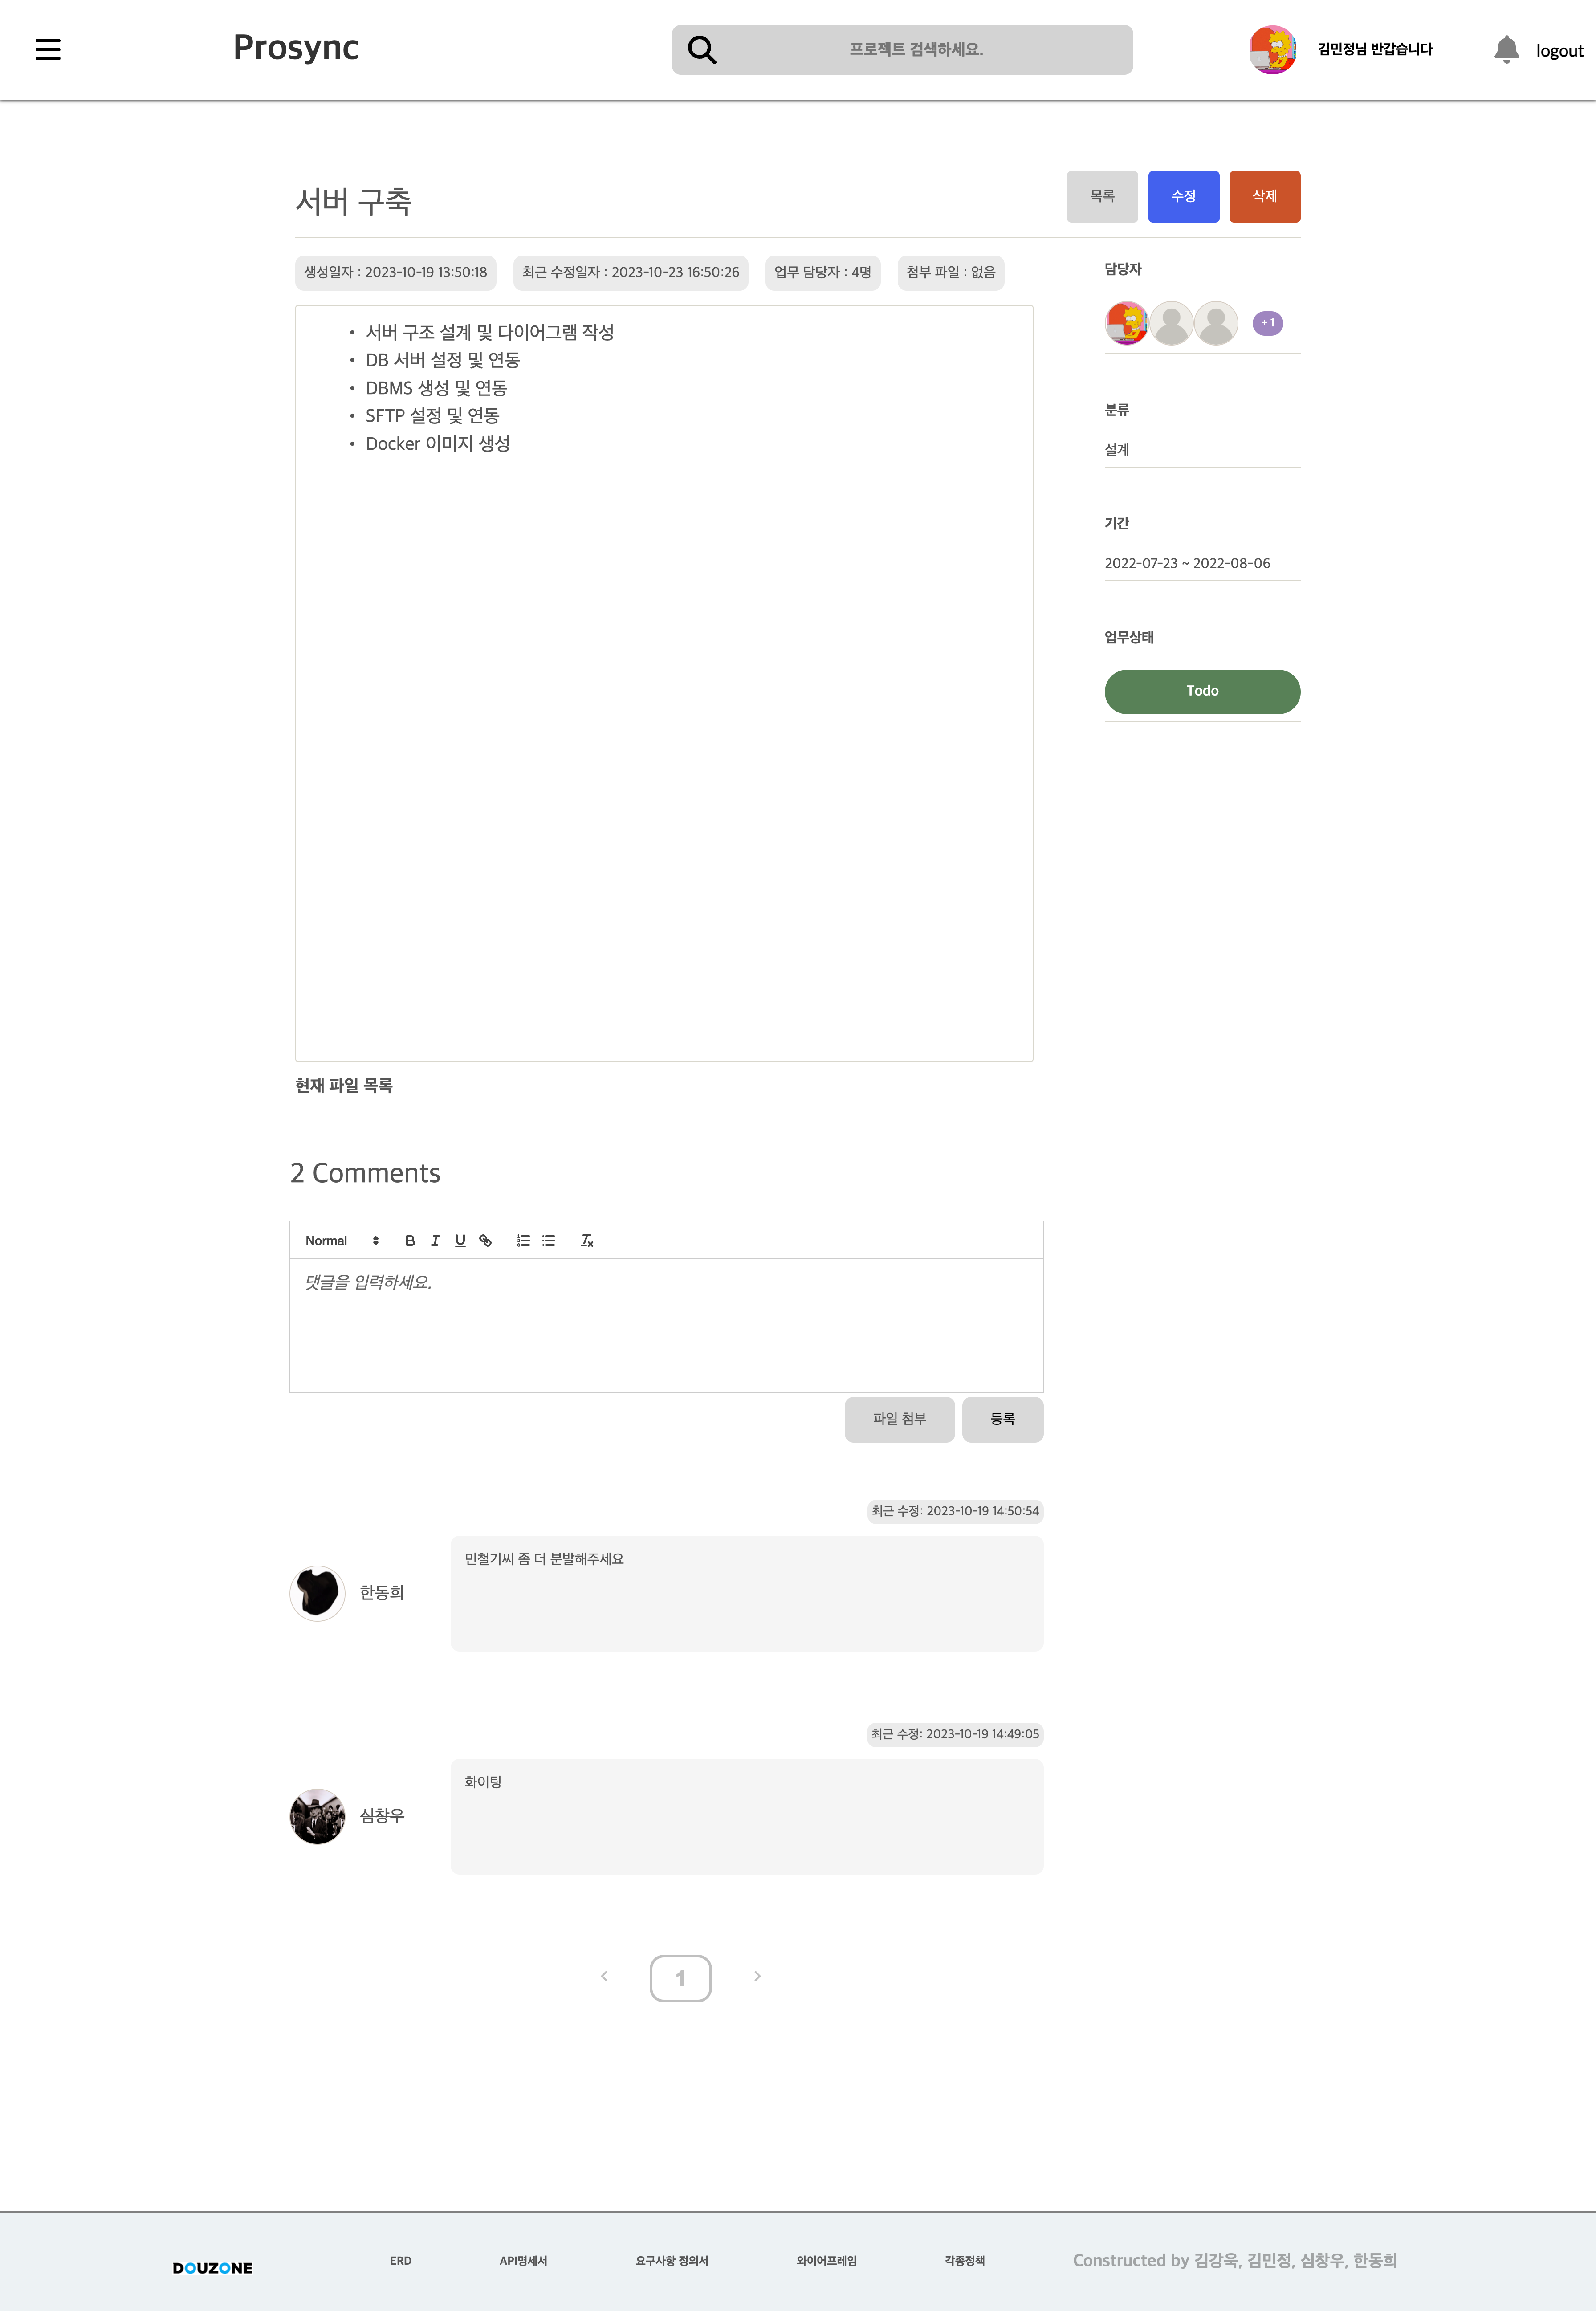 Prosync
프로젝트 검색하세요.
김민정님 반갑습니다
logout
서버 구축
목록
수정
삭제
생성일자 : 2023-10-19 13:50:18
최근 수정일자 : 2023-10-23 16:50:26
업무 담당자 : 4명
첨부 파일 : 없음
• 서버 구조 설계 및 다이어그램 작성
• DB 서버 설정 및 연동
• DBMS 생성 및 연동
• SFTP 설정 및 연동
• Docker 이미지 생성
담당자
+ 1
분류
설계
기간
2022-07-23 ~ 2022-08-06
업무상태
Todo
현재 파일 목록
2 Comments
Normal
댓글을 입력하세요.
파일 첨부
등록
최근 수정: 2023-10-19 14:50:54
한동희
민철기씨 좀 더 분발해주세요
최근 수정: 2023-10-19 14:49:05
심창우
화이팅
1
DOUZONE
ERD
API명세서
요구사항 정의서
와이어프레임
각종정책
Constructed by 김강욱, 김민정, 심창우, 한동희